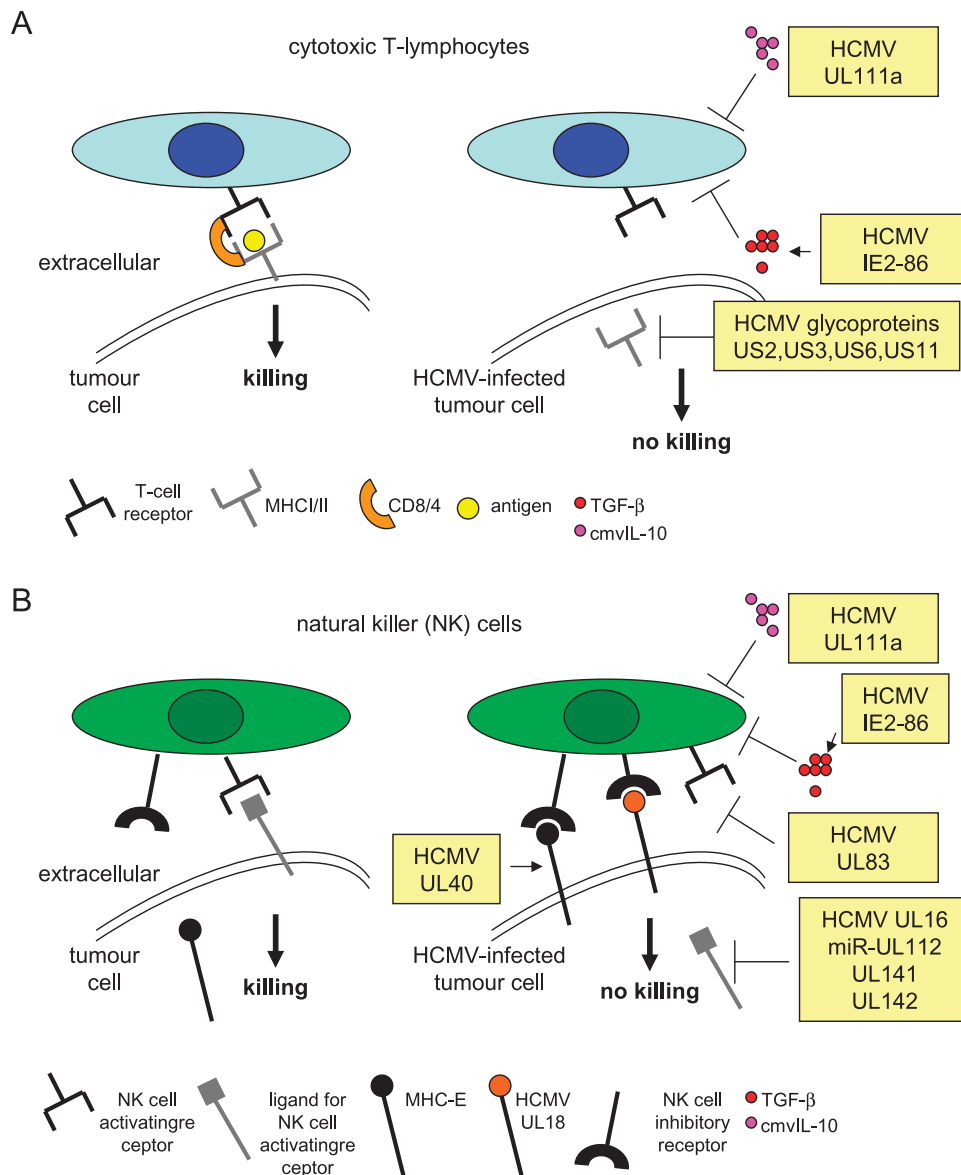 A
cytotoxic T-lymphocytes
HCMV
UL111a
extracellular
HCMV
IE2-86
HCMV glycoproteins
US2,US3,US6,US11
tumour
cell
killing
HCMV-infected
tumour cell
no killing
T-cell
receptor
MHCI/II
CD8/4
antigen
TGF-β
cmvIL-10
B
natural killer (NK) cells
HCMV
UL111a
HCMV
IE2-86
HCMV
UL40
HCMV
UL83
extracellular
tumour
cell
killing
HCMV-infected
tumour cell
no killing
HCMV UL16
miR-UL112
UL141
UL142
NK cell
activatingre
ceptor
ligand for
NK cell
activatingre
ceptor
MHC-E
HCMV
UL18
NK cell
inhibitory
receptor
TGF-β
cmvIL-10